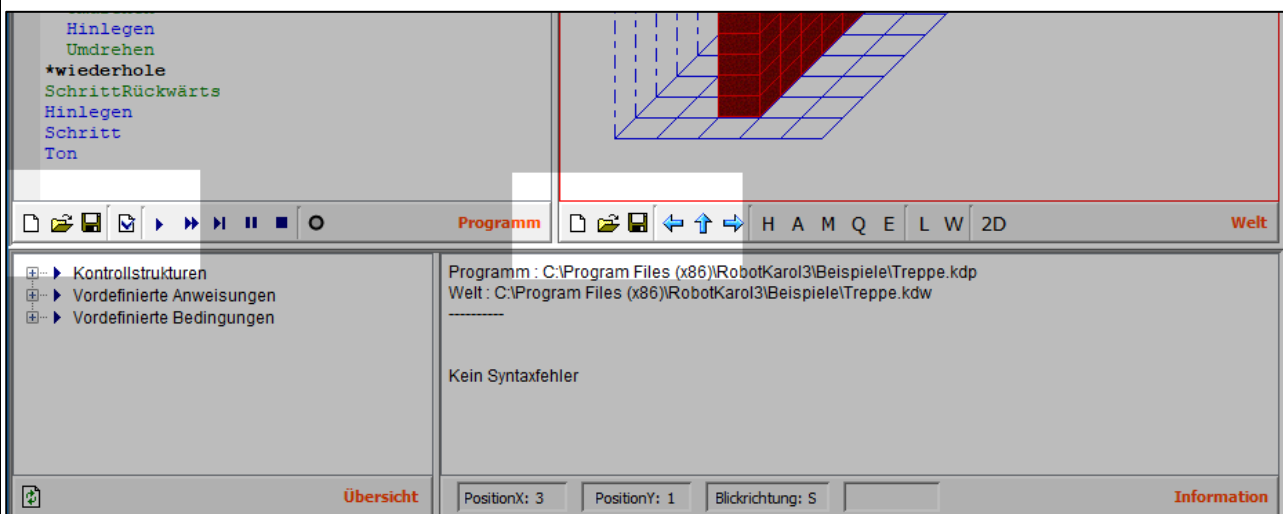 Hinlegen
Umdrehen
*wiederhole
SchrittRückwärts
Hinlegen
Schritt
Ton
Programm
H A M Q E L W 2D
Welt
Kontrollstrukturen
Vordefinierte Anweisungen
Vordefinierte Bedingungen
Übersicht
Programm : C:\Program Files (x86)\RobotKarol3\Beispiele\Treppe.kdp
Welt : C:\Program Files (x86)\RobotKarol3\Beispiele\Treppe.kdw
----------
Kein Syntaxfehler
PositionX: 3
PositionY: 1
Blickrichtung: S
Information